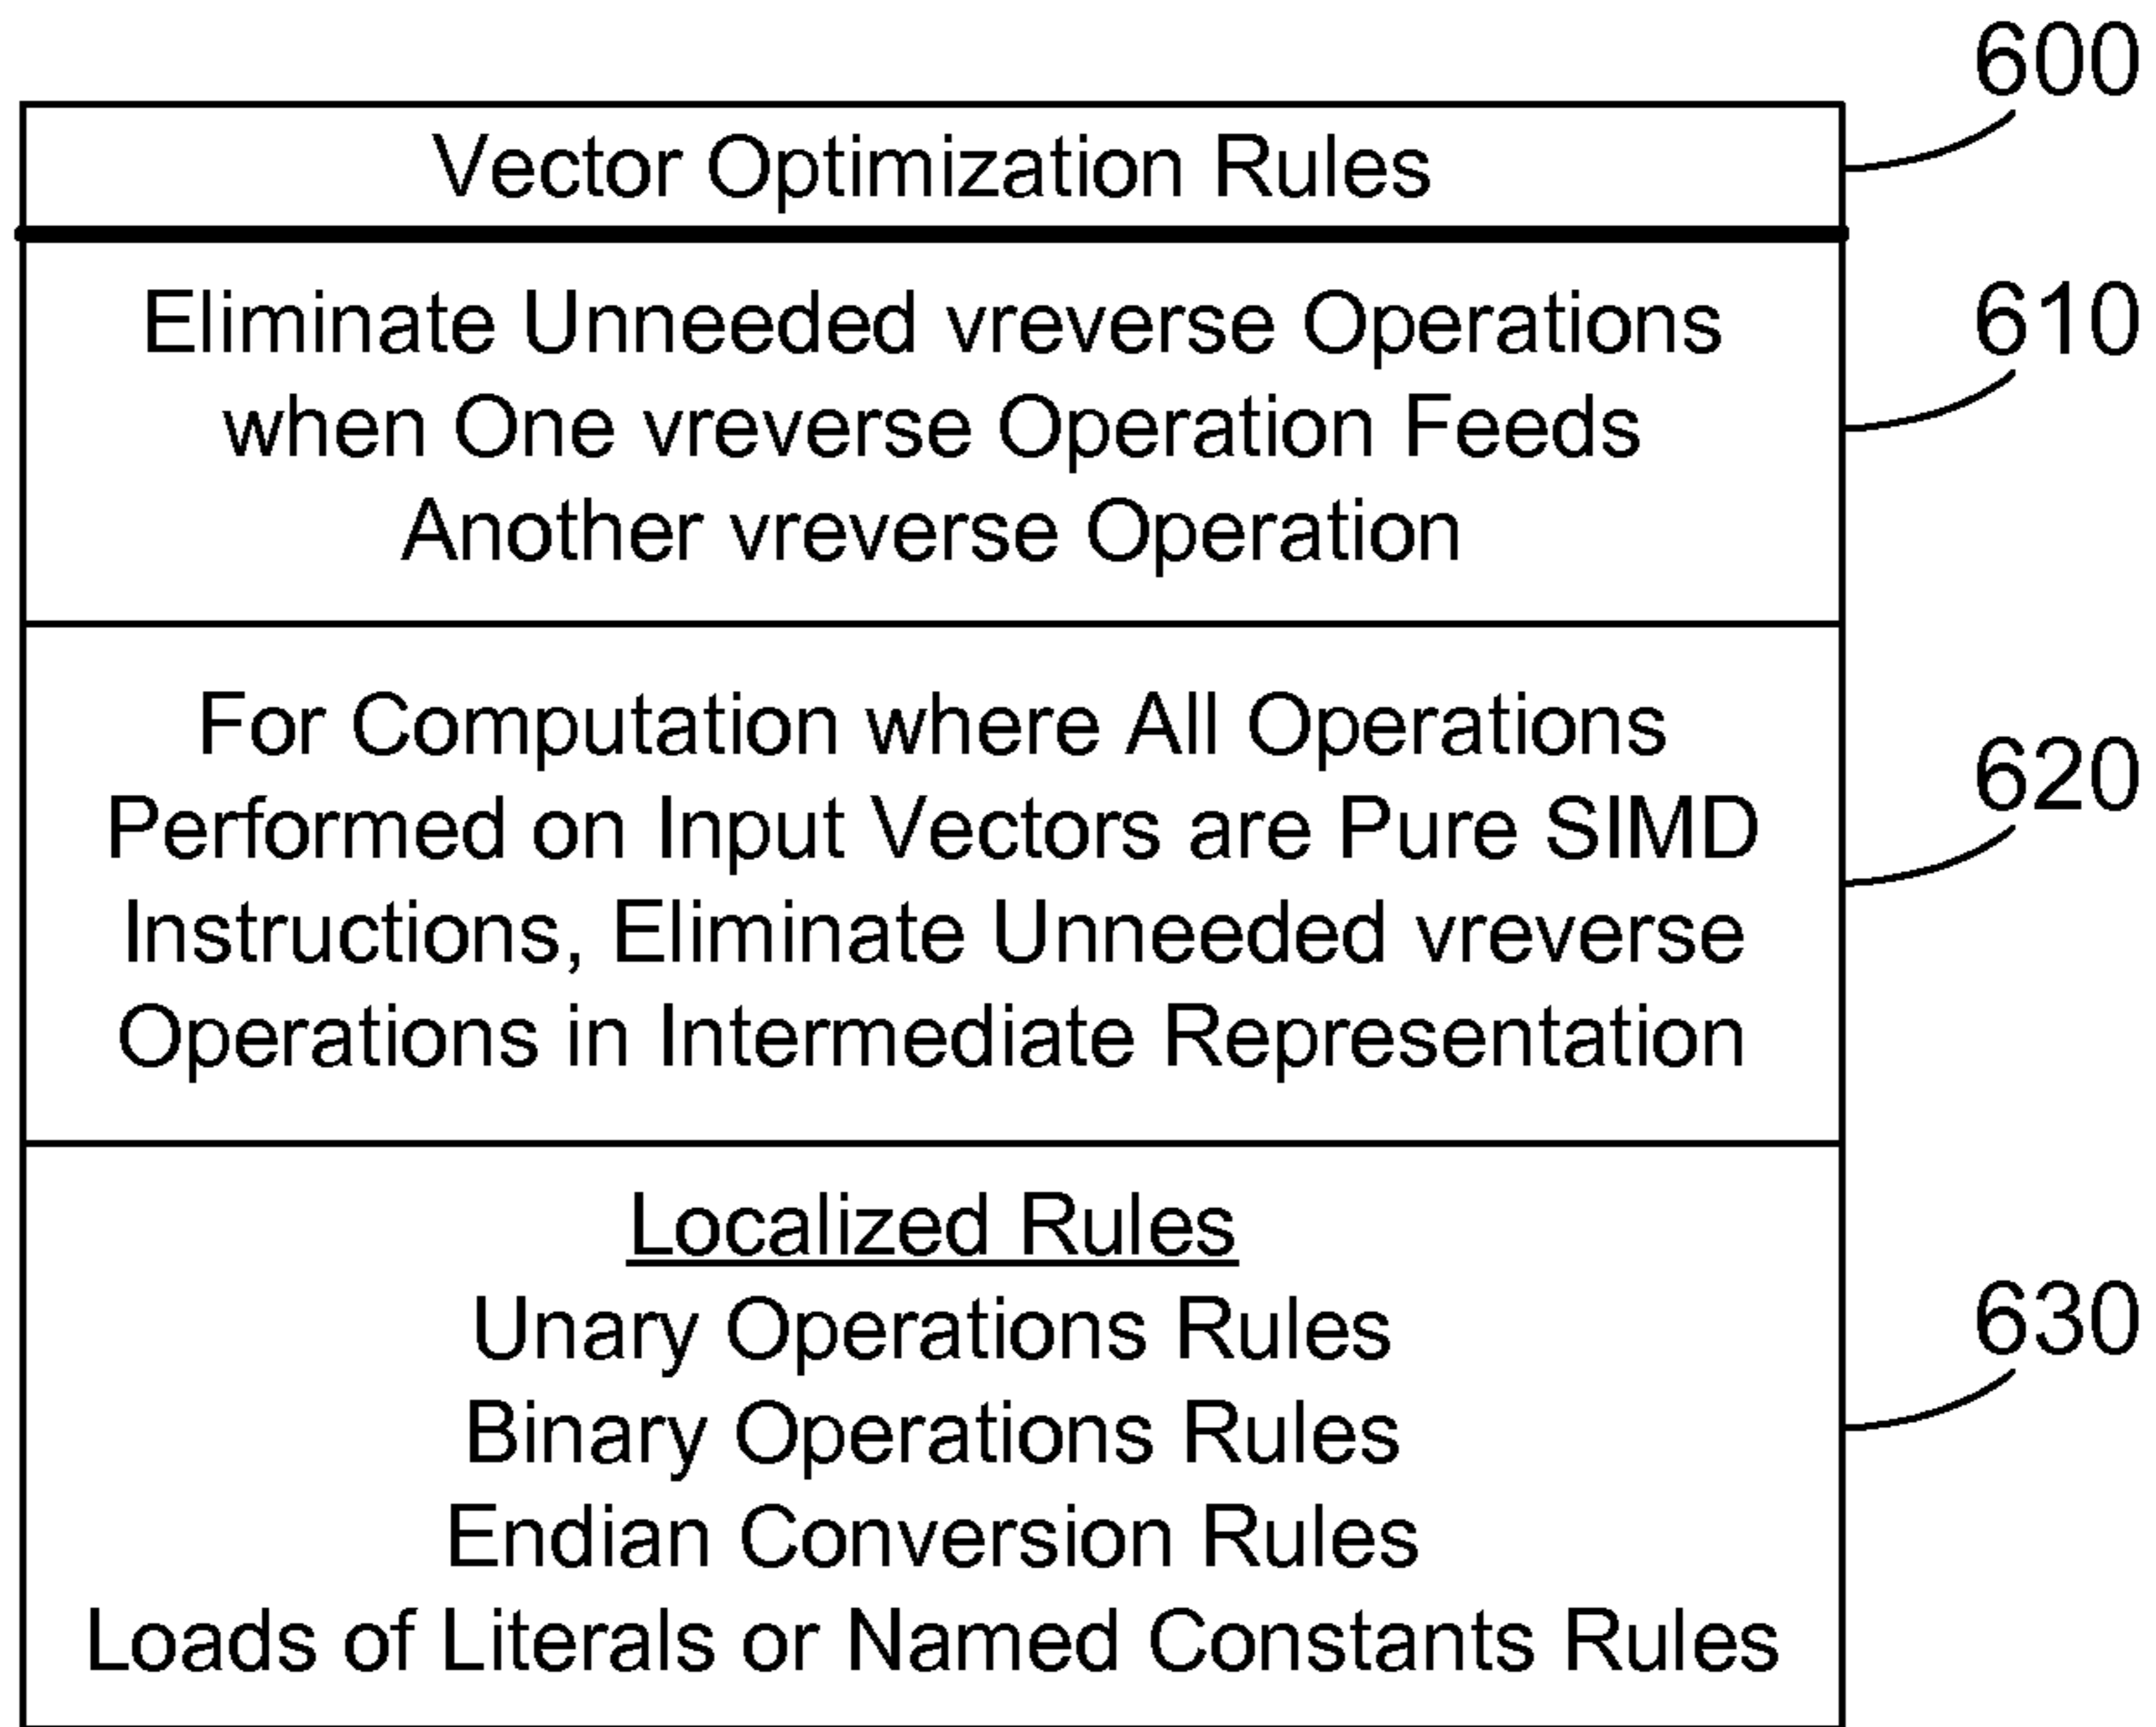 600
Vector Optimization Rules
610
Eliminate Unneeded vreverse Operations
when One vreverse Operation Feeds
Another vreverse Operation
620
For Computation where All Operations
Performed on Input Vectors are Pure SIMD
Instructions, Eliminate Unneeded vreverse
Operations in Intermediate Representation
630
Localized Rules
Unary Operations Rules
Binary Operations Rules
Endian Conversion Rules
Loads of Literals or Named Constants Rules